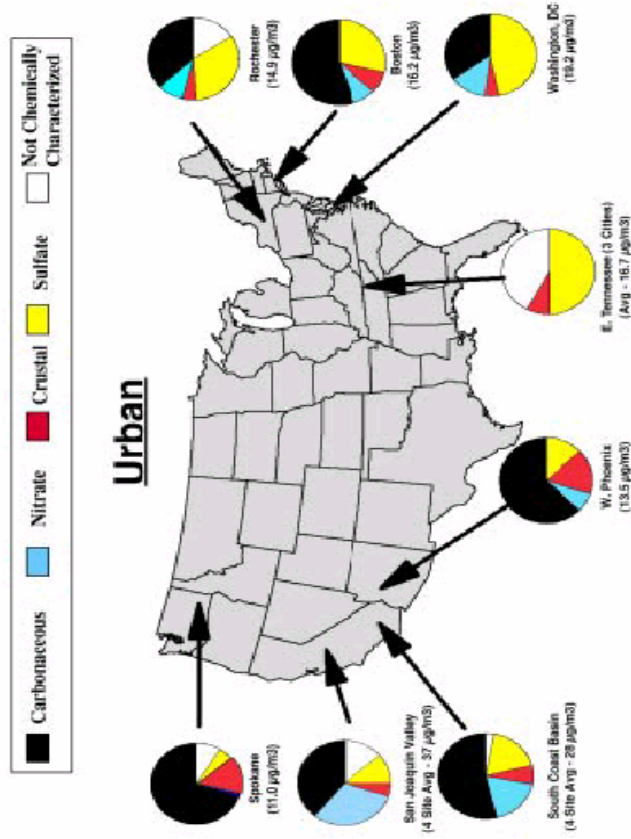 Carbonaceous
Nitrate
Crustal
Sulfate
Not Chemically
Characterized
Urban
Spokane
(11.0 µg/m3)
San Joaquin Valley
(4 Site Avg - 37 µg/m3)
South Coast Basin
(4 Site Avg - 28 µg/m3)
W. Phoenix
(13.5 µg/m3)
E. Tennessee (3 Cities)
(Avg - 16.7 µg/m3)
Rochester
(14.9 µg/m3)
Boston
(16.2 µg/m3)
Washington, DC
(19.2 µg/m3)